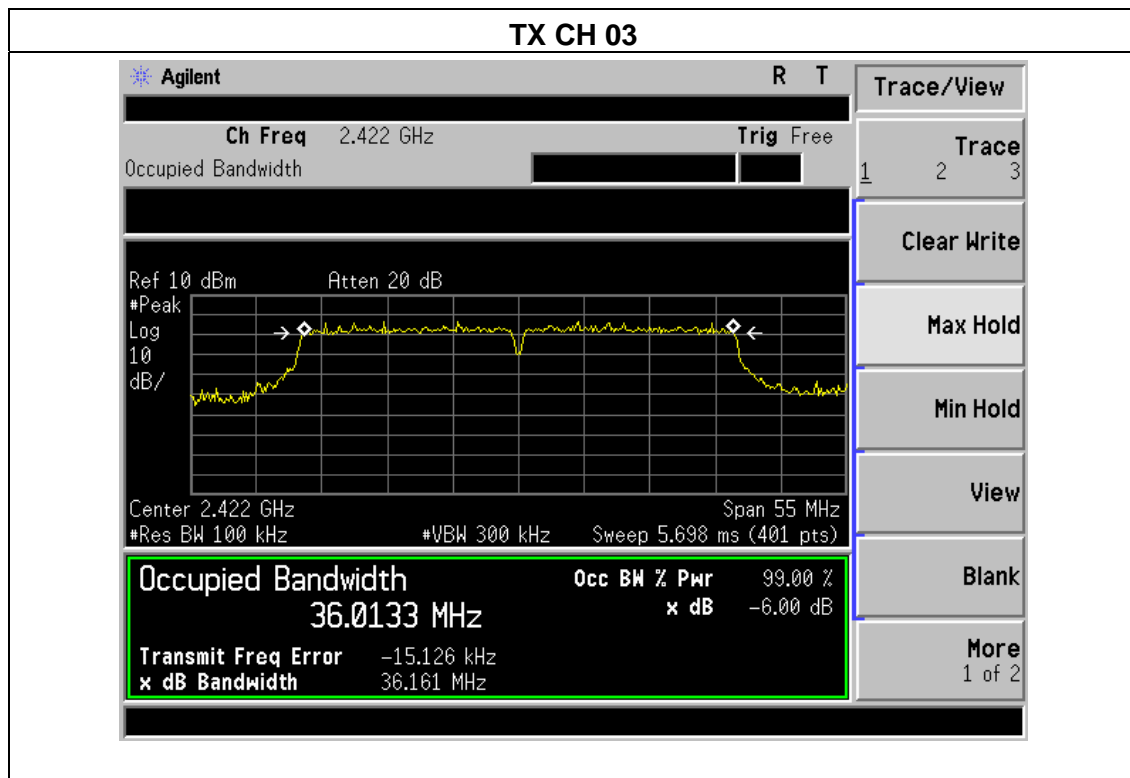 TX CH 03
Agilent R T
Ch Freq 2.422 GHz Trig Free
Occupied Bandwidth
Ref 10 dBm Atten 20 dB
#Peak
Log
10
dB/
Center 2.422 GHz Span 55 MHz
#Res BW 100 kHz #VBW 300 kHz Sweep 5.698 ms (401 pts)
Occupied Bandwidth Occ BW % Pwr 99.00 %
36.0133 MHz x dB -6.00 dB
Transmit Freq Error -15.126 kHz
x dB Bandwidth 36.161 MHz
Trace/View
Trace
1 2 3
Clear Write
Max Hold
Min Hold
View
Blank
More
1 of 2